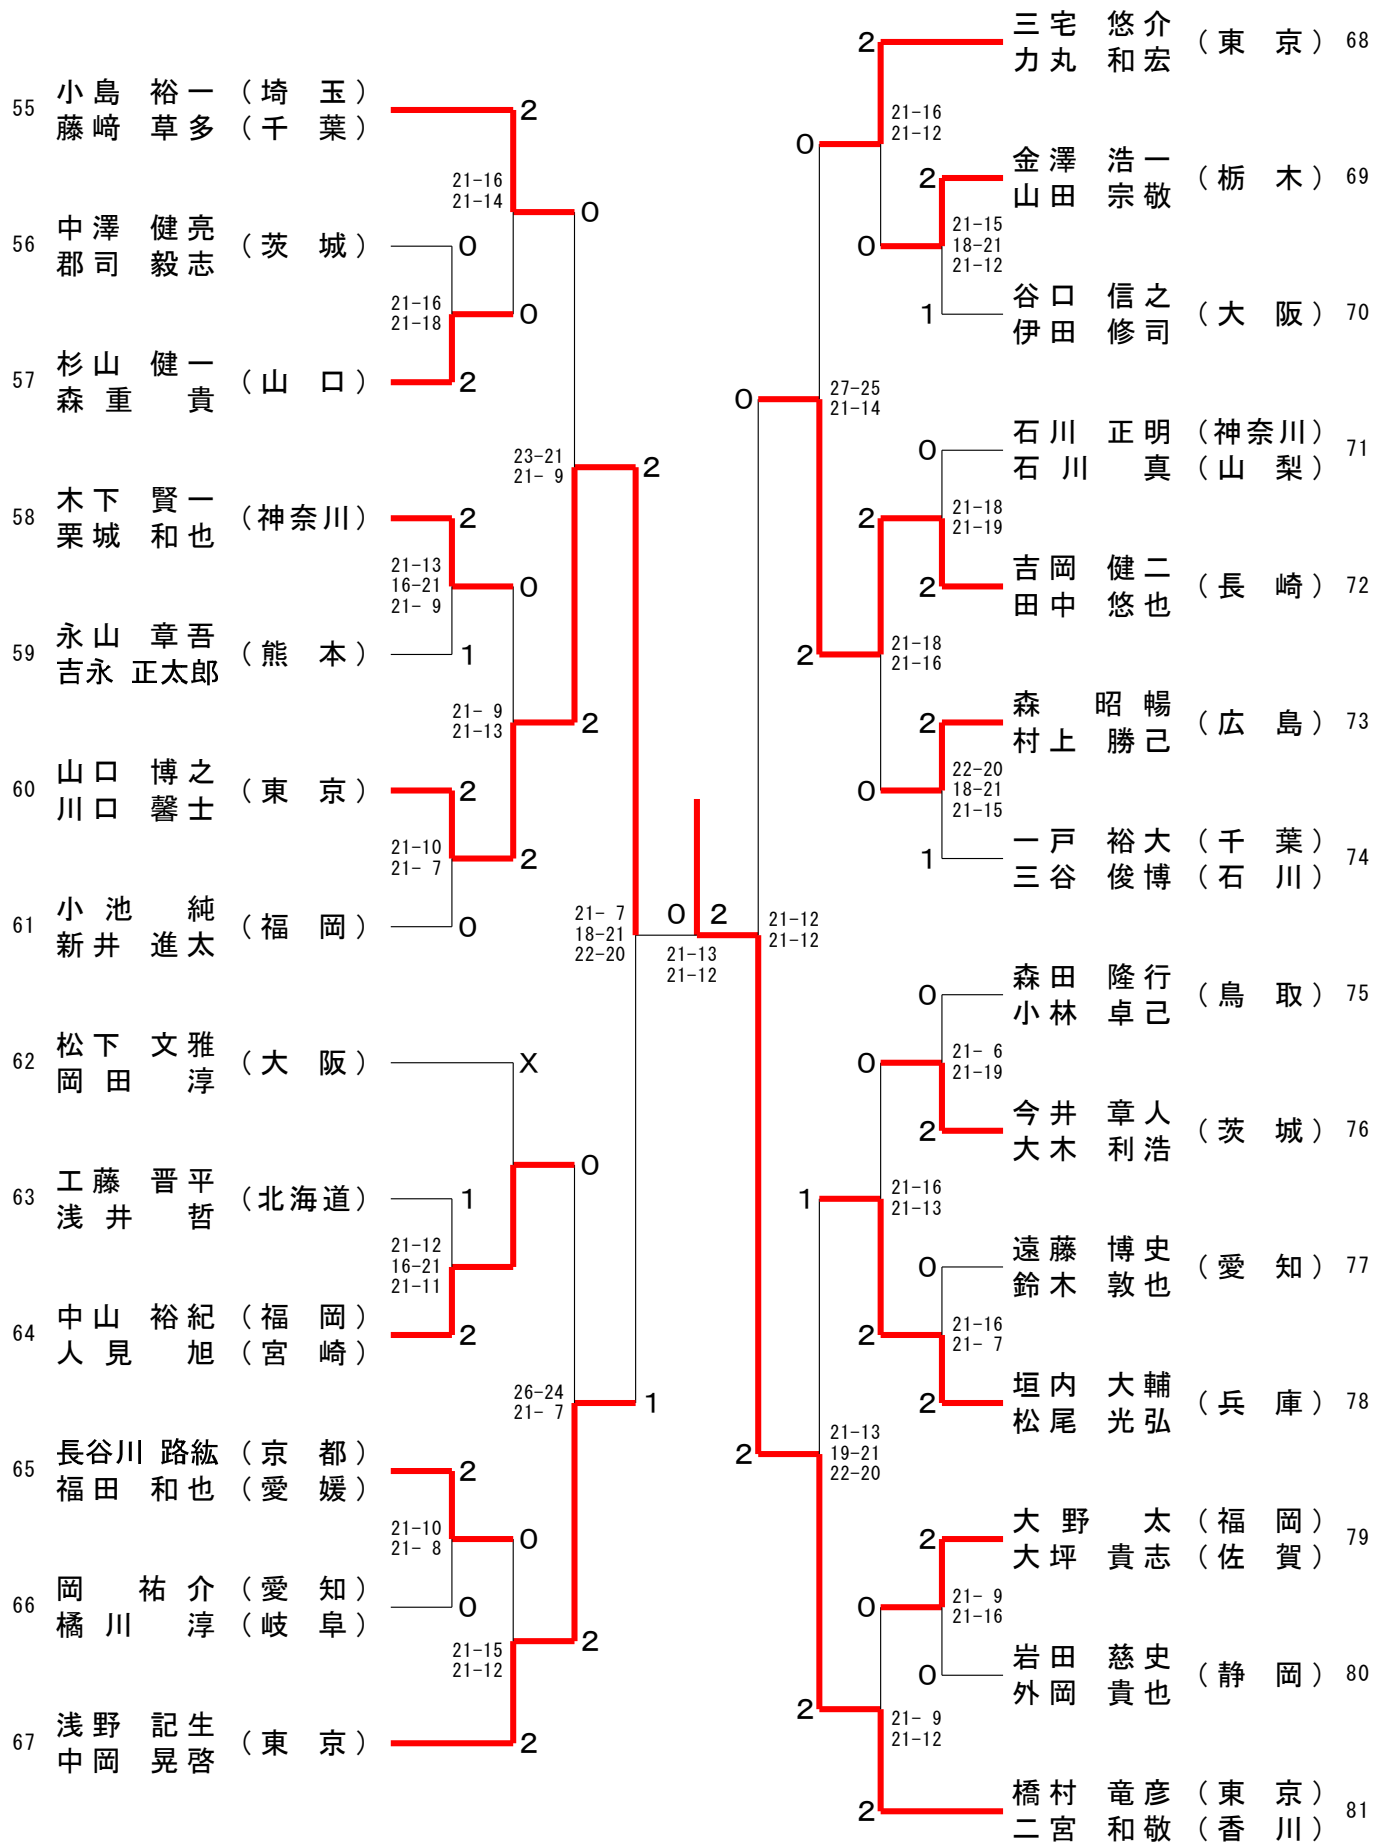 55 小島 裕一 (埼 玉)
藤﨑 草多 (千 葉)
2
21-16
21-14
0
56 中澤 健亮 (茨 城)
郡司 毅志
0
21-16
21-18
0
57 杉山 健一 (山 口)
森重 貴
2
23-21
21- 9
2
58 木下 賢一 (神奈川)
栗城 和也
2
21-13
16-21
21- 9
0
59 永山 章吾 (熊 本)
吉永 正太郎
1
21- 9
21-13
2
60 山口 博之 (東 京)
川口 馨士
2
21-10
21- 7
2
61 小池 純 (福 岡)
新井 進太
0
21- 7
18-21
22-20
0 2
21-13
21-12
62 松下 文雅 (大 阪)
岡田 淳
X
0
63 工藤 晋平 (北海道)
浅井 哲
1
21-12
16-21
21-11
64 中山 裕紀 (福 岡)
人見 旭 (宮 崎)
2
26-24
21- 7
1
65 長谷川 路紘 (京 都)
福田 和也 (愛 媛)
2
21-10
21- 8
0
66 岡 祐介 (愛 知)
橘川 淳 (岐 阜)
0
21-15
21-12
2
67 浅野 記生 (東 京)
中岡 晃啓
2
三宅 悠介 (東 京) 68
力丸 和宏
2
21-16
21-12
0
金澤 浩一 (栃 木) 69
山田 宗敬
2
21-15
18-21
21-12
0
谷口 信之 (大 阪) 70
伊田 修司
1
27-25
21-14
0
石川 正明 (神奈川) 71
石川 真 (山 梨)
0
21-18
21-19
2
吉岡 健二 (長 崎) 72
田中 悠也
2
21-18
21-16
2
森 昭暢 (広 島) 73
村上 勝己
2
22-20
18-21
21-15
0
一戸 裕大 (千 葉) 74
三谷 俊博 (石 川)
1
21-12
21-12
森田 隆行 (鳥 取) 75
小林 卓己
0
21- 6
21-19
0
今井 章人 (茨 城) 76
大木 利浩
2
21-16
21-13
1
遠藤 博史 (愛 知) 77
鈴木 敦也
0
21-16
21- 7
2
垣内 大輔 (兵 庫) 78
松尾 光弘
2
21-13
19-21
22-20
2
大野 太 (福 岡) 79
大坪 貴志 (佐 賀)
2
21- 9
21-16
0
岩田 慈史 (静 岡) 80
外岡 貴也
0
21- 9
21-12
2
橋村 竜彦 (東 京) 81
二宮 和敬 (香 川)
2